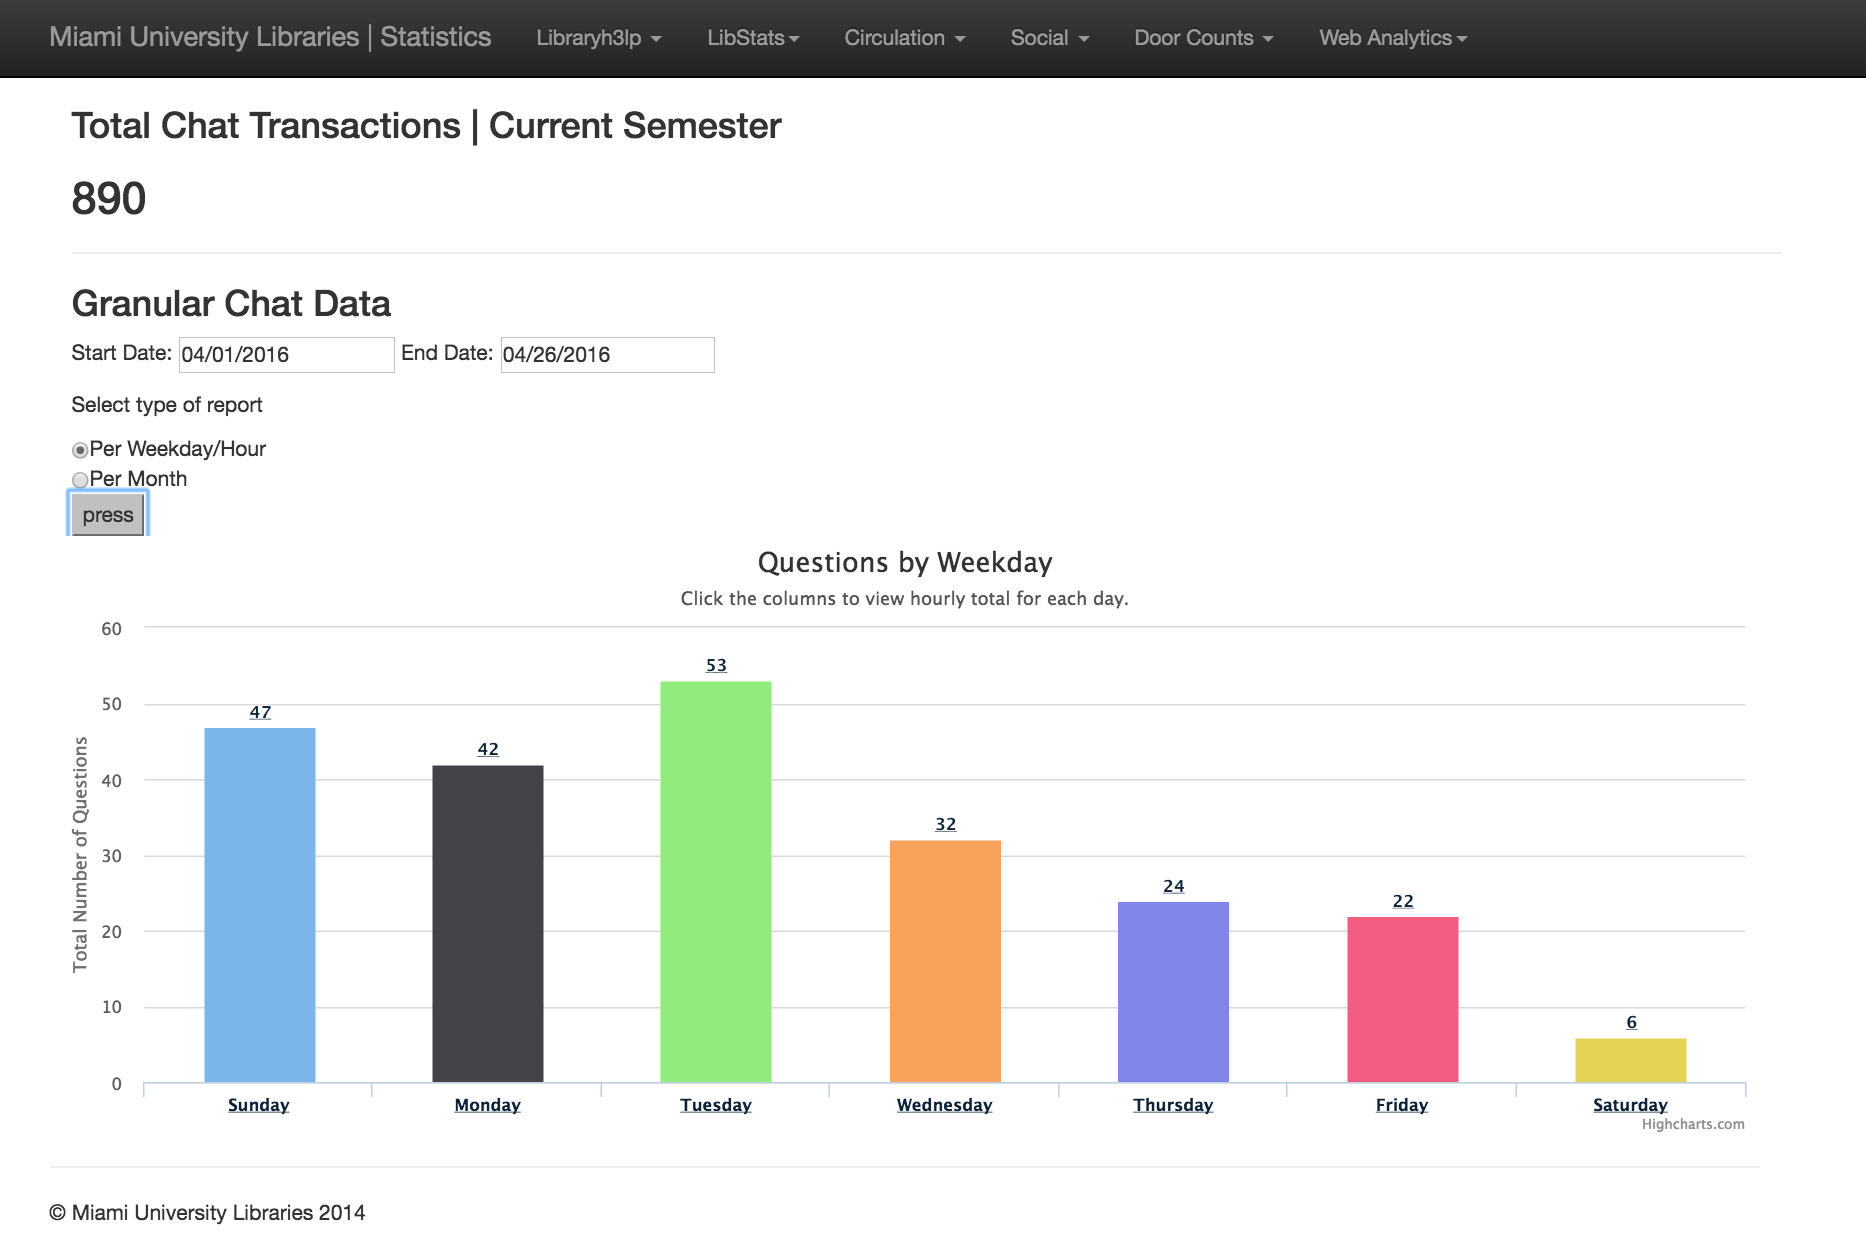 Miami University Libraries | Statistics Libraryh3lp LibStats Circulation Social Door Counts Web Analytics
Total Chat Transactions | Current Semester
890
Granular Chat Data
Start Date: 04/01/2016 End Date: 04/26/2016
Select type of report
Per Weekday/Hour
Per Month
press
Questions by Weekday
Click the columns to view hourly total for each day.
Total Number of Questions
60
50
40
30
20
10
0
47
42
53
32
24
22
6
Sunday Monday Tuesday Wednesday Thursday Friday Saturday
Highcharts.com
© Miami University Libraries 2014